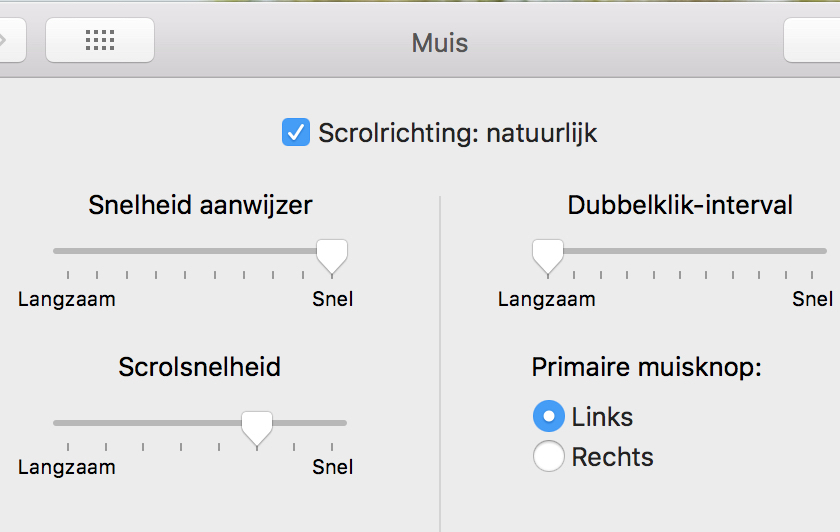 Muis
Scrolrichting: natuurlijk
Snelheid aanwijzer
Langzaam Snel
Scrolsnelheid
Langzaam Snel
Dubbelklik-interval
Langzaam Snel
Primaire muisknop:
Links
Rechts